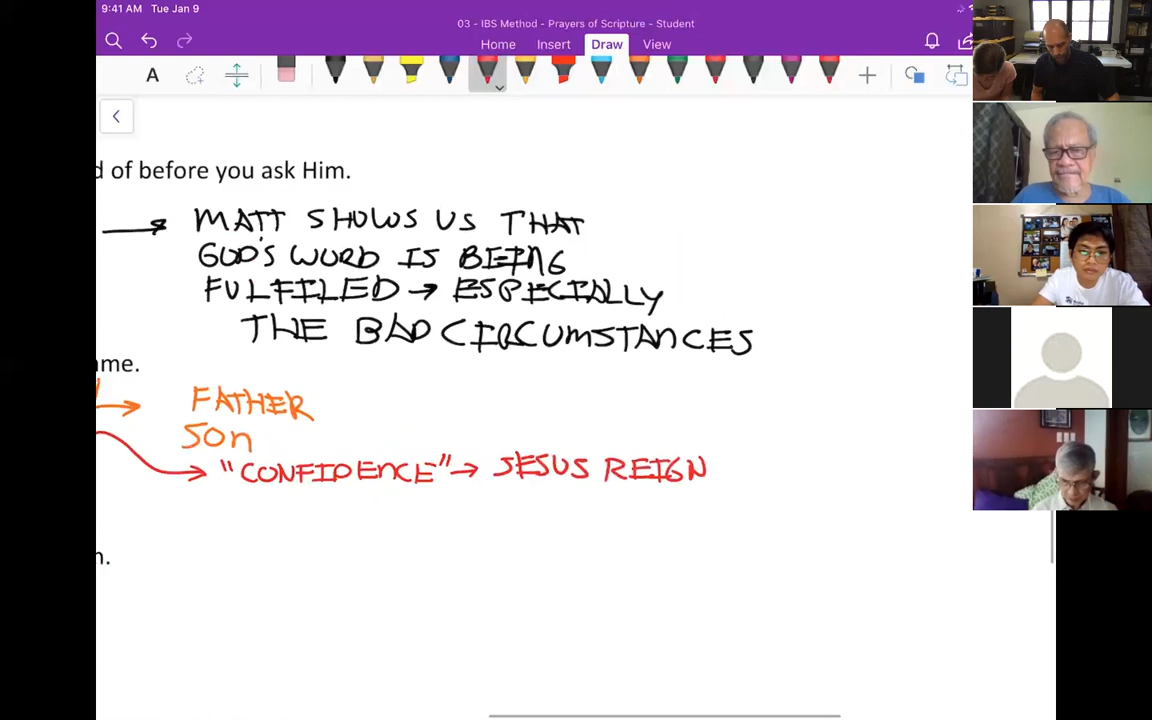 9:41 AM Tue Jan 9
03 - IBS Method - Prayers of Scripture - Student
Home Insert Draw View
A
d of before you ask Him.
MATT SHOWS US THAT
GOD'S WORD IS BEING
FULFILED → ESPECIALLY
THE BAD CIRCUMSTANCES
ame.
→ FATHER
SON
"CONFIDENCE" → JESUS REIGN
n.